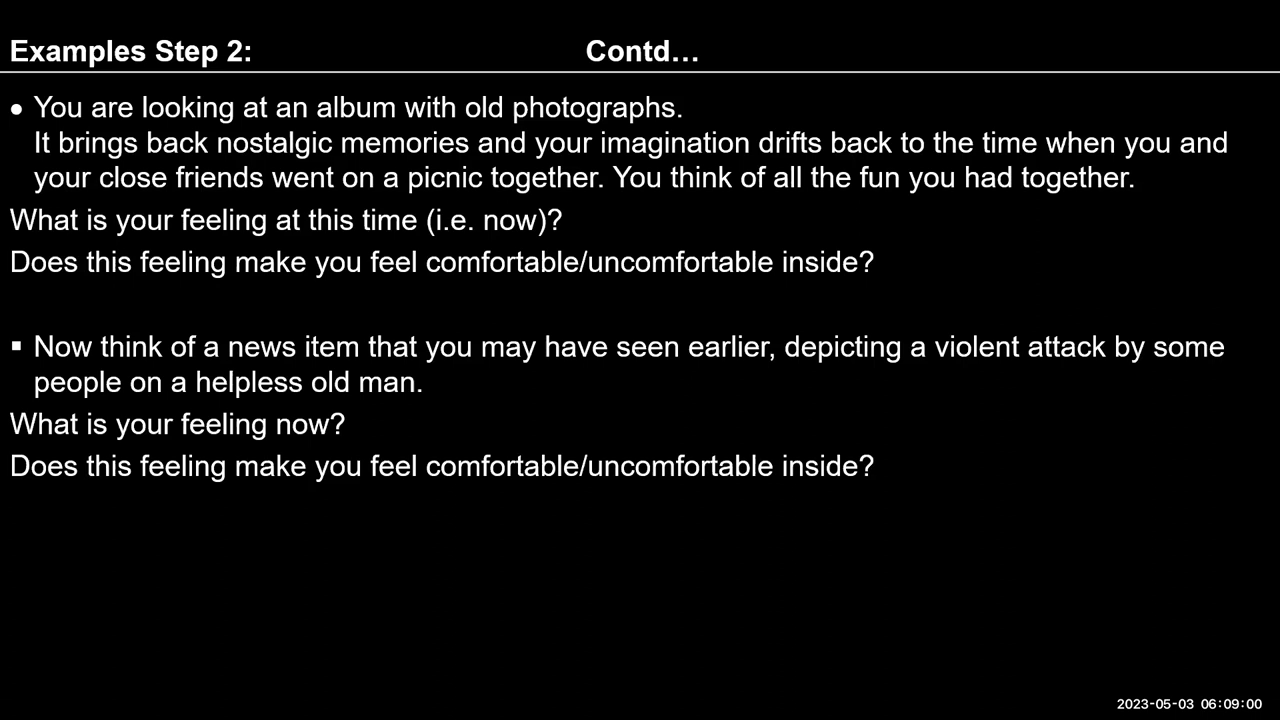 Examples Step 2: Contd…
● You are looking at an album with old photographs.
It brings back nostalgic memories and your imagination drifts back to the time when you and
your close friends went on a picnic together. You think of all the fun you had together.
What is your feeling at this time (i.e. now)?
Does this feeling make you feel comfortable/uncomfortable inside?
▪ Now think of a news item that you may have seen earlier, depicting a violent attack by some
people on a helpless old man.
What is your feeling now?
Does this feeling make you feel comfortable/uncomfortable inside?
2023-05-03 06:09:00